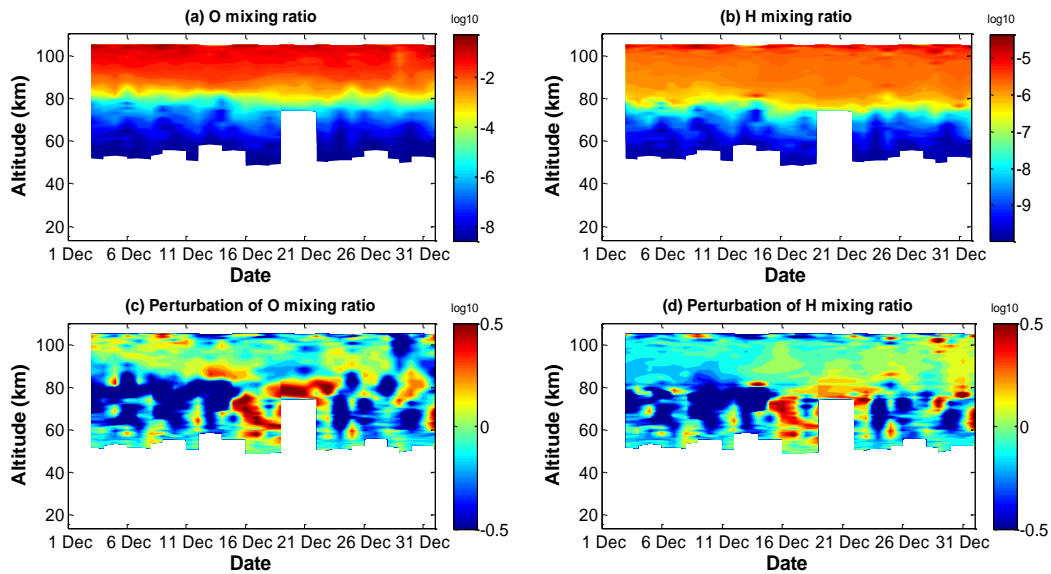 (a) O mixing ratio
log10
100
80
60
40
20
Altitude (km)
1 Dec 6 Dec 11 Dec 16 Dec 21 Dec 26 Dec 31 Dec
Date
-2
-4
-6
-8
(b) H mixing ratio
log10
100
80
60
40
20
Altitude (km)
1 Dec 6 Dec 11 Dec 16 Dec 21 Dec 26 Dec 31 Dec
Date
-5
-6
-7
-8
-9
(c) Perturbation of O mixing ratio
log10
100
80
60
40
20
Altitude (km)
1 Dec 6 Dec 11 Dec 16 Dec 21 Dec 26 Dec 31 Dec
Date
0.5
0
-0.5
(d) Perturbation of H mixing ratio
log10
100
80
60
40
20
Altitude (km)
1 Dec 6 Dec 11 Dec 16 Dec 21 Dec 26 Dec 31 Dec
Date
0.5
0
-0.5